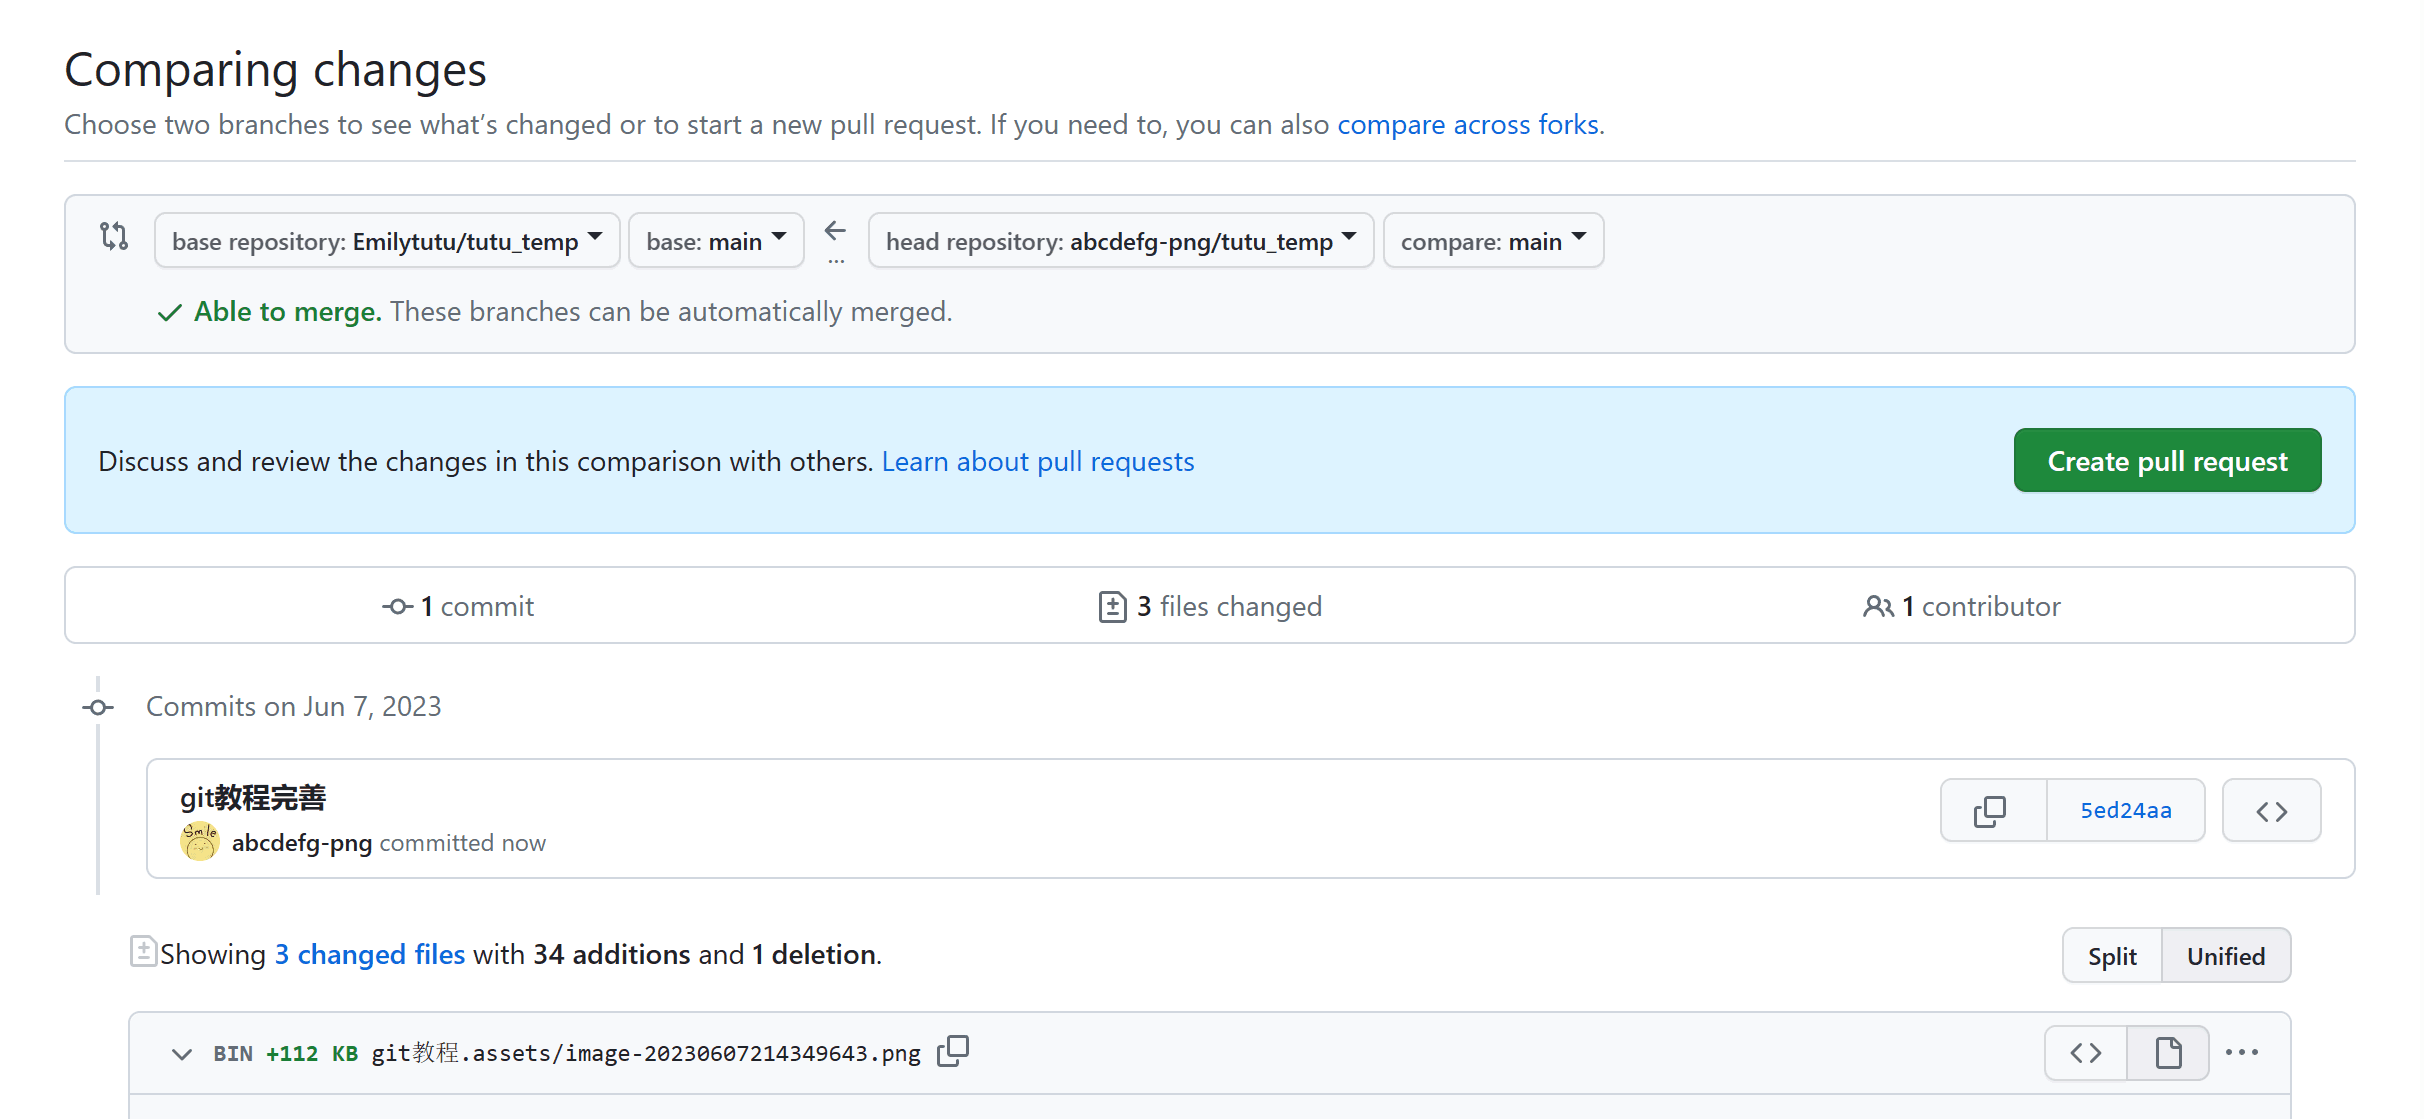 Comparing changes
Choose two branches to see what’s changed or to start a new pull request. If you need to, you can also compare across forks.
base repository: Emilytutu/tutu_temp base: main ... head repository: abcdefg-png/tutu_temp compare: main
Able to merge. These branches can be automatically merged.
Discuss and review the changes in this comparison with others. Learn about pull requests Create pull request
1 commit 3 files changed 1 contributor
Commits on Jun 7, 2023
git教程完善
Smile abcdefg-png committed now 5ed24aa
Showing 3 changed files with 34 additions and 1 deletion. Split Unified
BIN +112 KB git教程.assets/image-20230607214349643.png